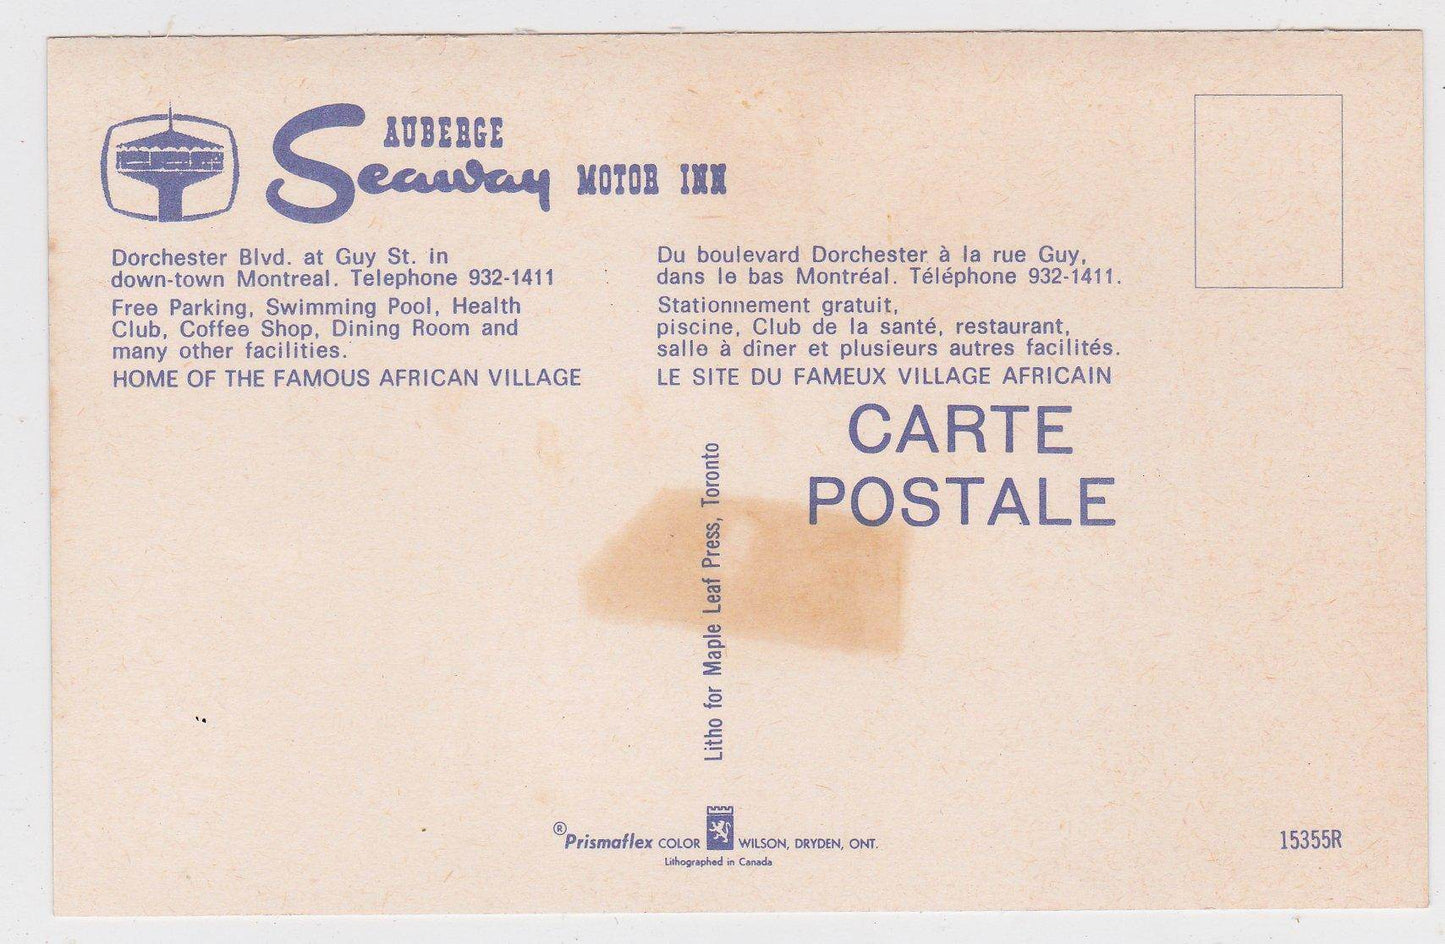 AUBERGE
Seaway MOTOR INN
Dorchester Blvd. at Guy St. in
down-town Montreal. Telephone 932-1411
Free Parking, Swimming Pool, Health
Club, Coffee Shop, Dining Room and
many other facilities.
HOME OF THE FAMOUS AFRICAN VILLAGE
Du boulevard Dorchester à la rue Guy,
dans le bas Montréal. Téléphone 932-1411.
Stationnement gratuit,
piscine, Club de la santé, restaurant,
salle à dîner et plusieurs autres facilités.
LE SITE DU FAMEUX VILLAGE AFRICAIN
CARTE
POSTALE
Litho for Maple Leaf Press, Toronto
®Prismaflex COLOR WILSON, DRYDEN, ONT.
Lithographed in Canada
15355R